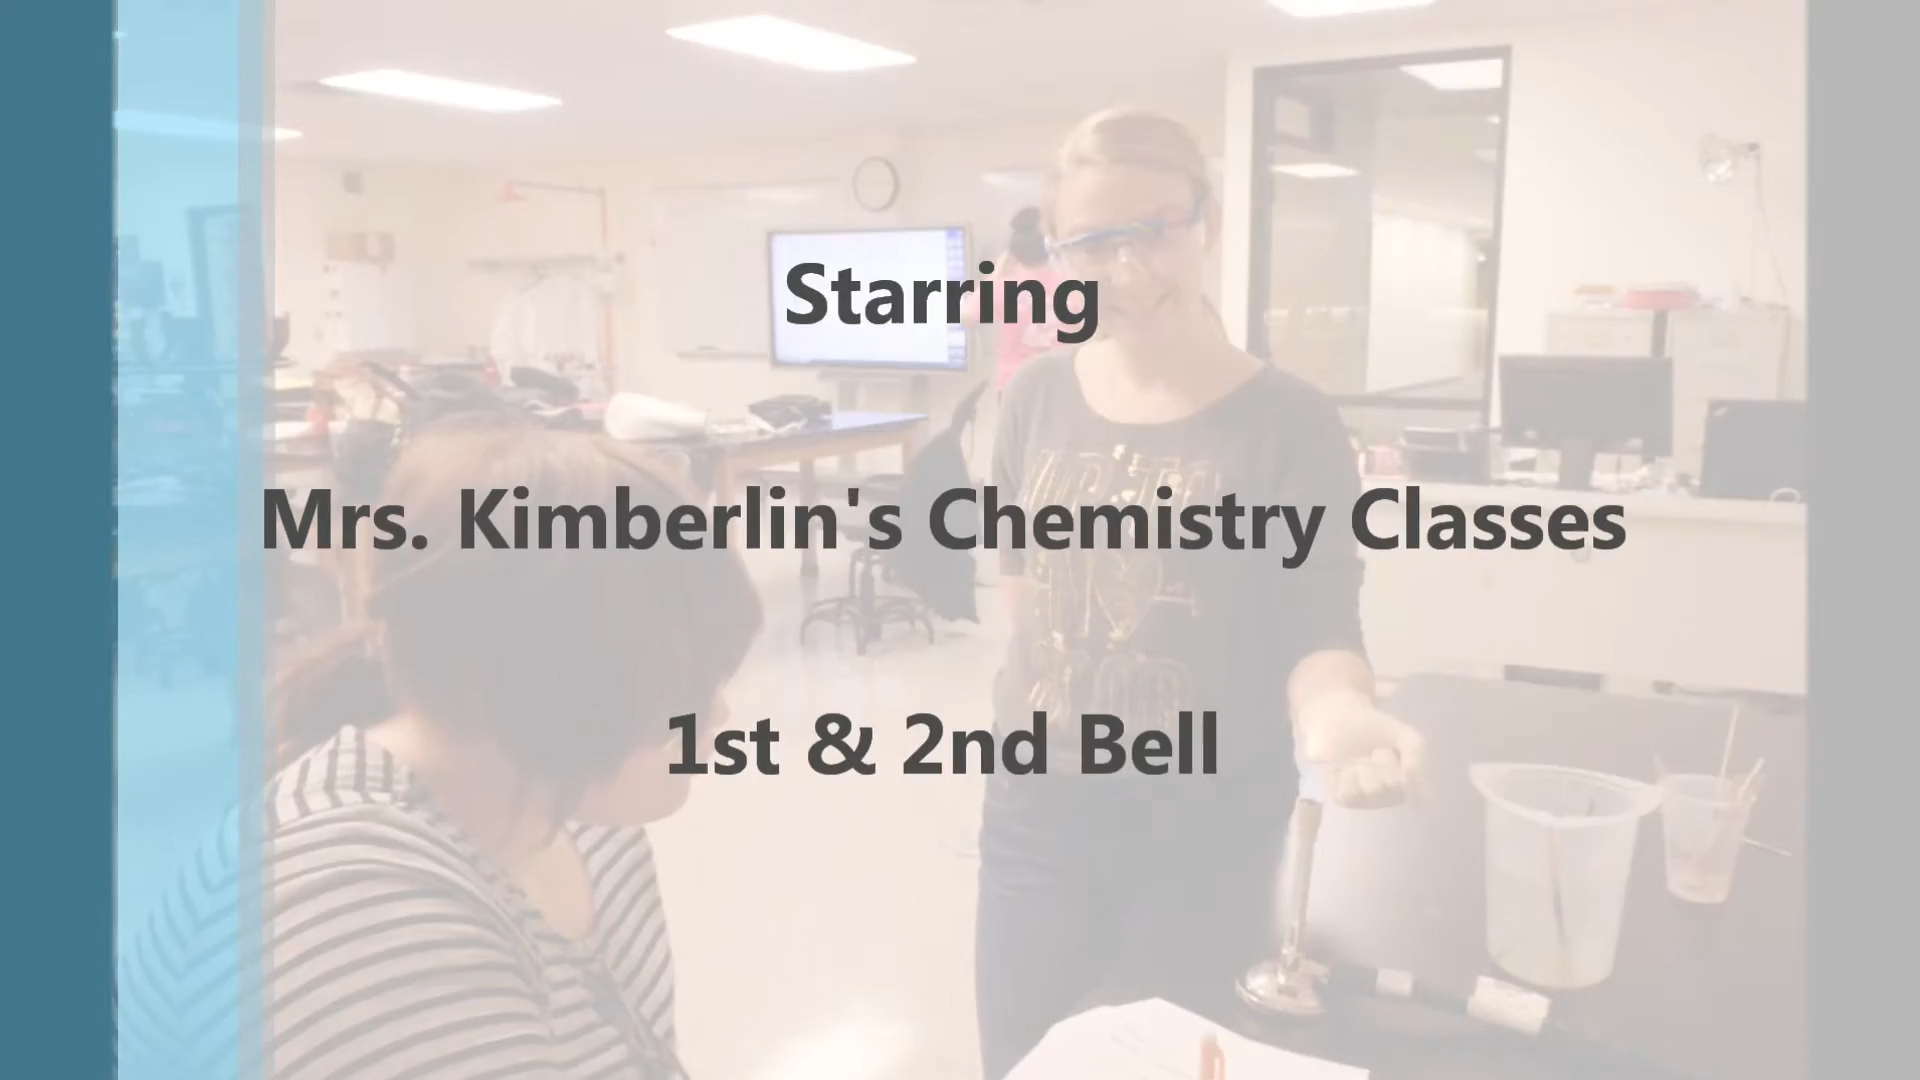 Starring
Mrs. Kimberlin's Chemistry Classes
1st & 2nd Bell